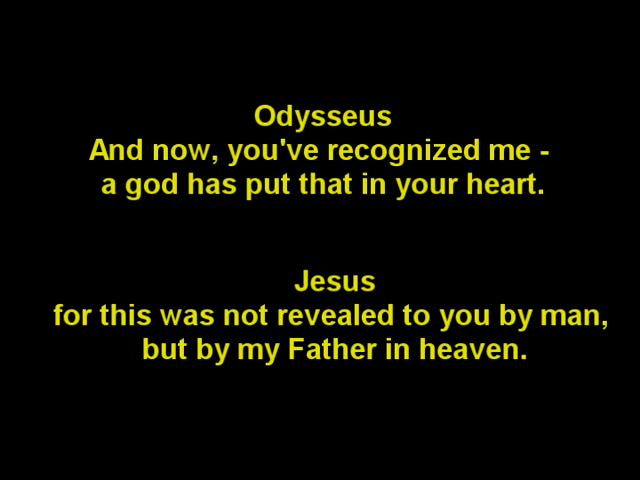 Odysseus
And now, you've recognized me -
a god has put that in your heart.
Jesus
for this was not revealed to you by man,
but by my Father in heaven.